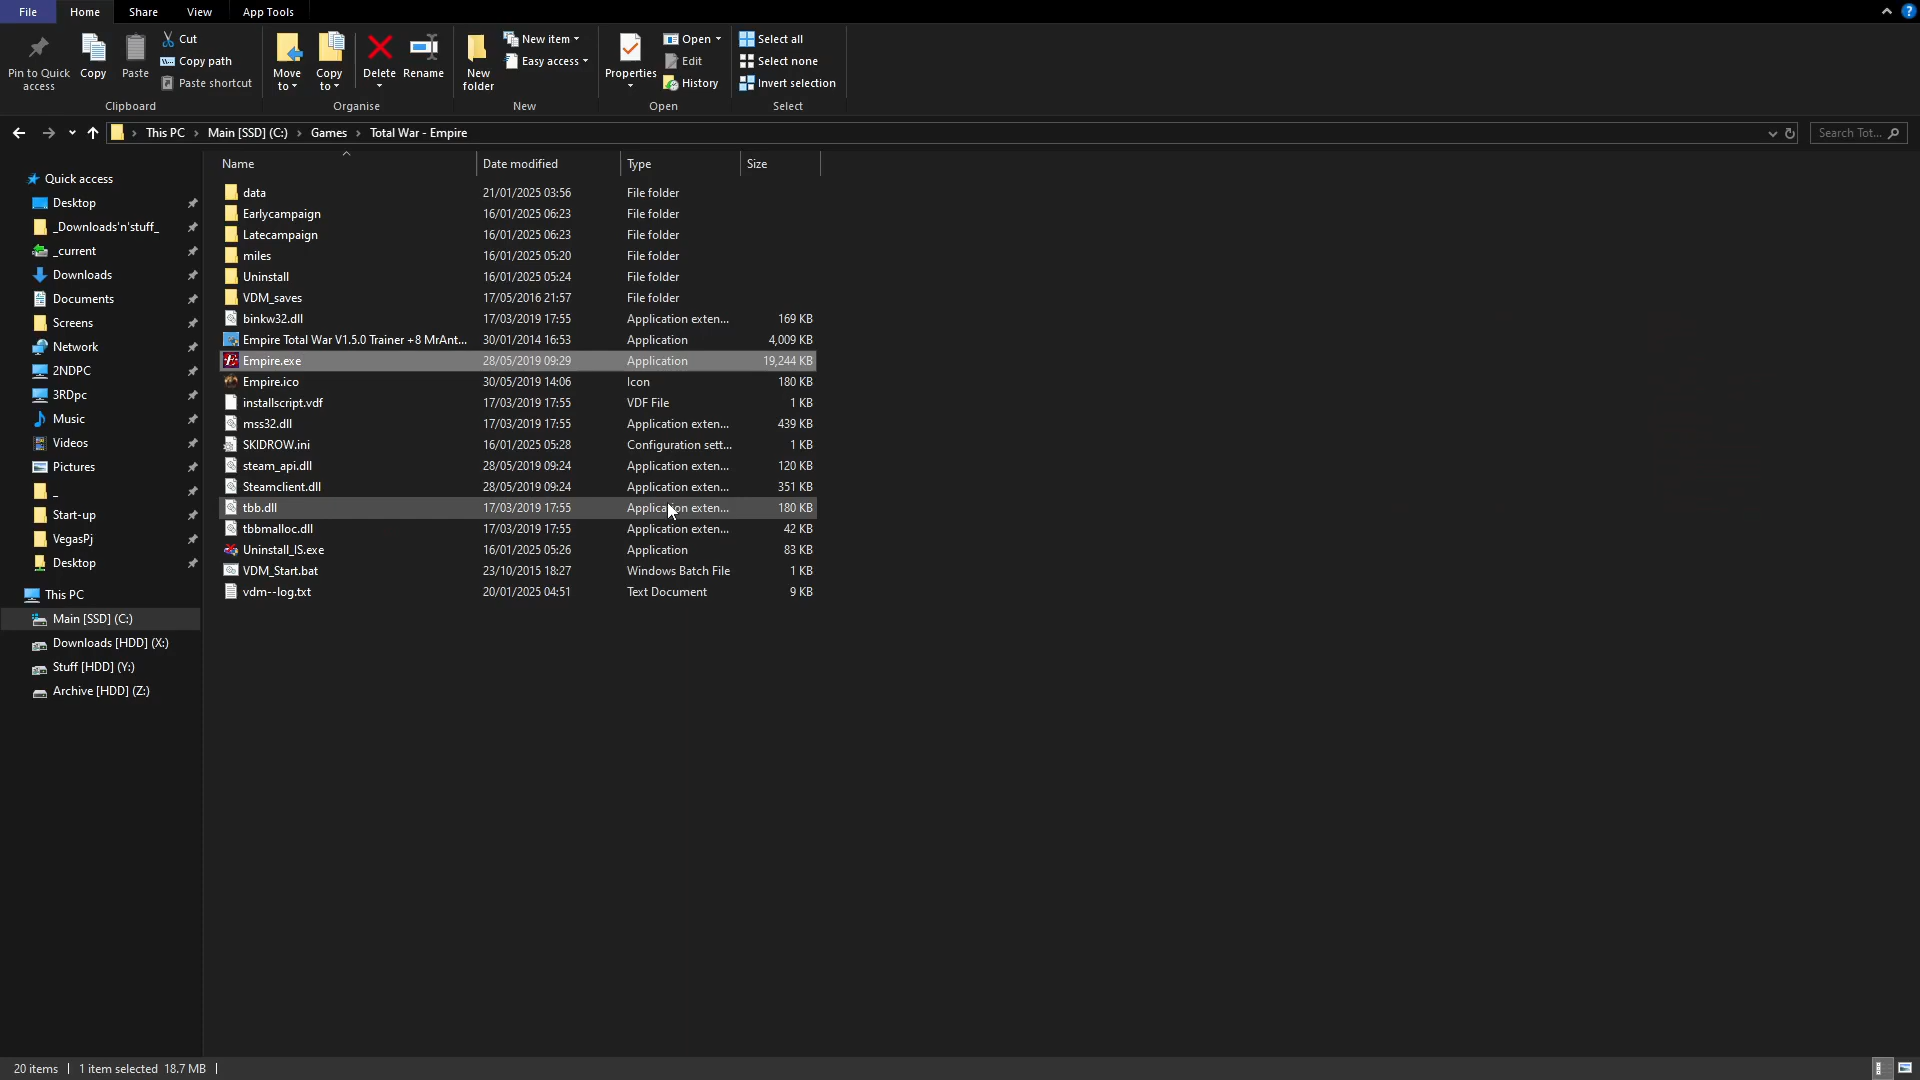 File Home Share View App Tools
Pin to Quick access
Copy
Paste
Cut
Copy path
Paste shortcut
Clipboard
Move to
Copy to
Delete
Rename
Organise
New folder
New item
Easy access
New
Properties
Open
Edit
History
Open
Select all
Select none
Invert selection
Select
This PC Main [SSD] (C:) Games Total War - Empire
Search Tot...
Quick access
Desktop
_Downloads'n'stuff_
_current
Downloads
Documents
Screens
Network
2NDPC
3RDpc
Music
Videos
Pictures
_
Start-up
VegasPj
Desktop
This PC
Main [SSD] (C:)
Downloads [HDD] (X:)
Stuff [HDD] (Y:)
Archive [HDD] (Z:)
Name Date modified Type Size
data 21/01/2025 03:56 File folder
Earlycampaign 16/01/2025 06:23 File folder
Latecampaign 16/01/2025 06:23 File folder
miles 16/01/2025 05:20 File folder
Uninstall 16/01/2025 05:24 File folder
VDM_saves 17/05/2016 21:57 File folder
binkw32.dll 17/03/2019 17:55 Application exten... 169 KB
Empire Total War V1.5.0 Trainer +8 MrAnt... 30/01/2014 16:53 Application 4,009 KB
Empire.exe 28/05/2019 09:29 Application 19,244 KB
Empire.ico 30/05/2019 14:06 Icon 180 KB
installscript.vdf 17/03/2019 17:55 VDF File 1 KB
mss32.dll 17/03/2019 17:55 Application exten... 439 KB
SKIDROW.ini 16/01/2025 05:28 Configuration sett... 1 KB
steam_api.dll 28/05/2019 09:24 Application exten... 120 KB
Steamclient.dll 28/05/2019 09:24 Application exten... 351 KB
tbb.dll 17/03/2019 17:55 Application exten... 180 KB
tbbmalloc.dll 17/03/2019 17:55 Application exten... 42 KB
Uninstall_IS.exe 16/01/2025 05:26 Application 83 KB
VDM_Start.bat 23/10/2015 18:27 Windows Batch File 1 KB
vdm--log.txt 20/01/2025 04:51 Text Document 9 KB
20 items 1 item selected 18.7 MB